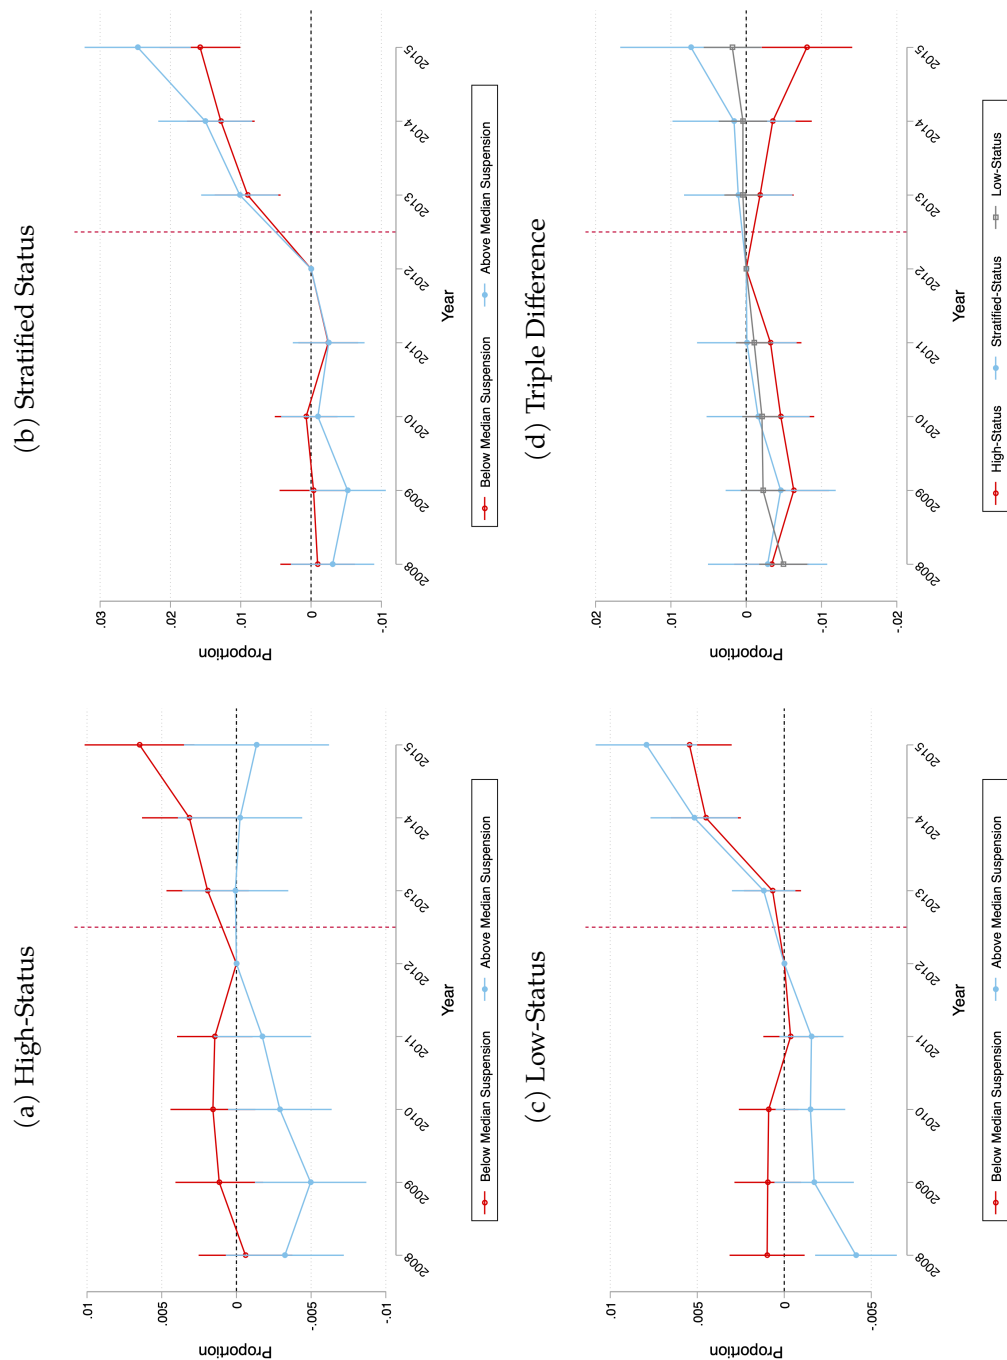 (a) High-Status
Proportion
.01
.005
0
-.005
-.01
2008
2009
2010
2011
2012
2013
2014
2015
Year
Below Median Suspension
Above Median Suspension
(b) Stratified Status
Proportion
.03
.02
.01
0
-.01
2008
2009
2010
2011
2012
2013
2014
2015
Year
Below Median Suspension
Above Median Suspension
(c) Low-Status
Proportion
.01
.005
0
-.005
2008
2009
2010
2011
2012
2013
2014
2015
Year
Below Median Suspension
Above Median Suspension
(d) Triple Difference
Proportion
.02
.01
0
-.01
-.02
2008
2009
2010
2011
2012
2013
2014
2015
Year
High-Status
Stratified-Status
Low-Status